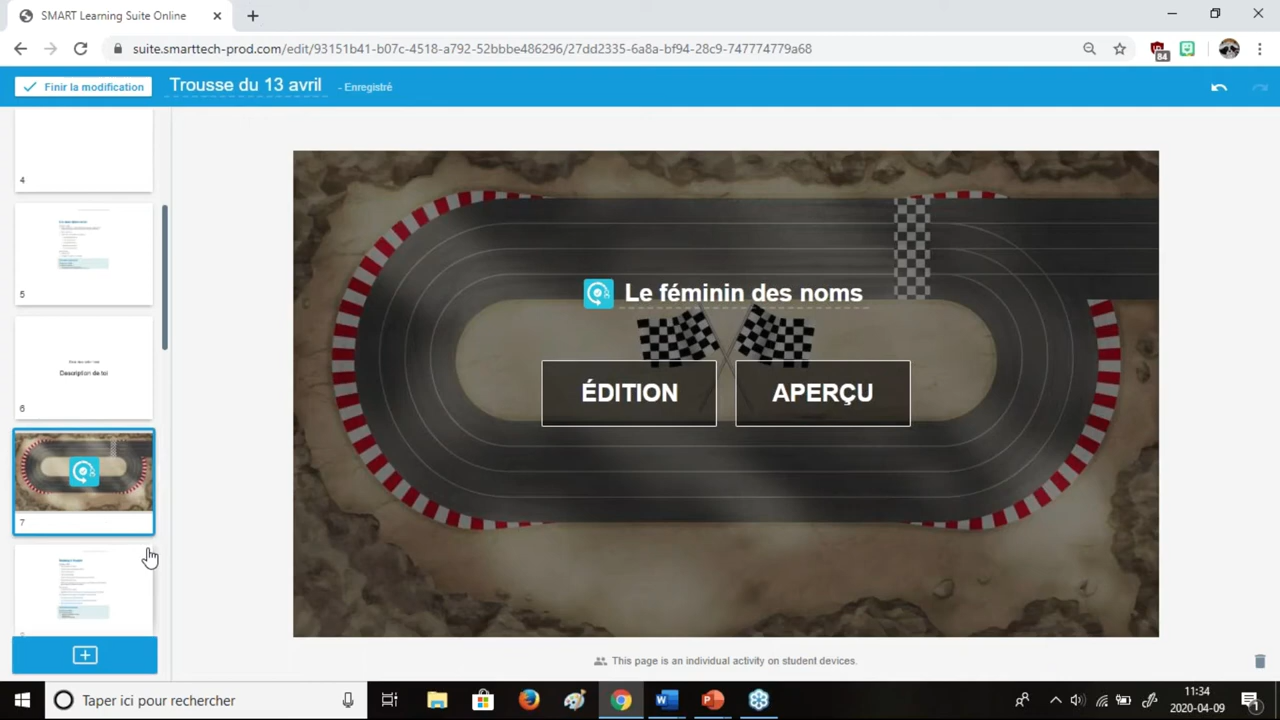 SMART Learning Suite Online
suite.smarttech-prod.com/edit/93151b41-b07c-4518-a792-52bbbe486296/27dd2335-6a8a-bf94-28c9-747774779a68
84
Finir la modification
Trousse du 13 avril
- Enregistré
4
5
Description de toi
6
7
Le féminin des noms
ÉDITION
APERÇU
This page is an individual activity on student devices.
Taper ici pour rechercher
11:34
2020-04-09
1